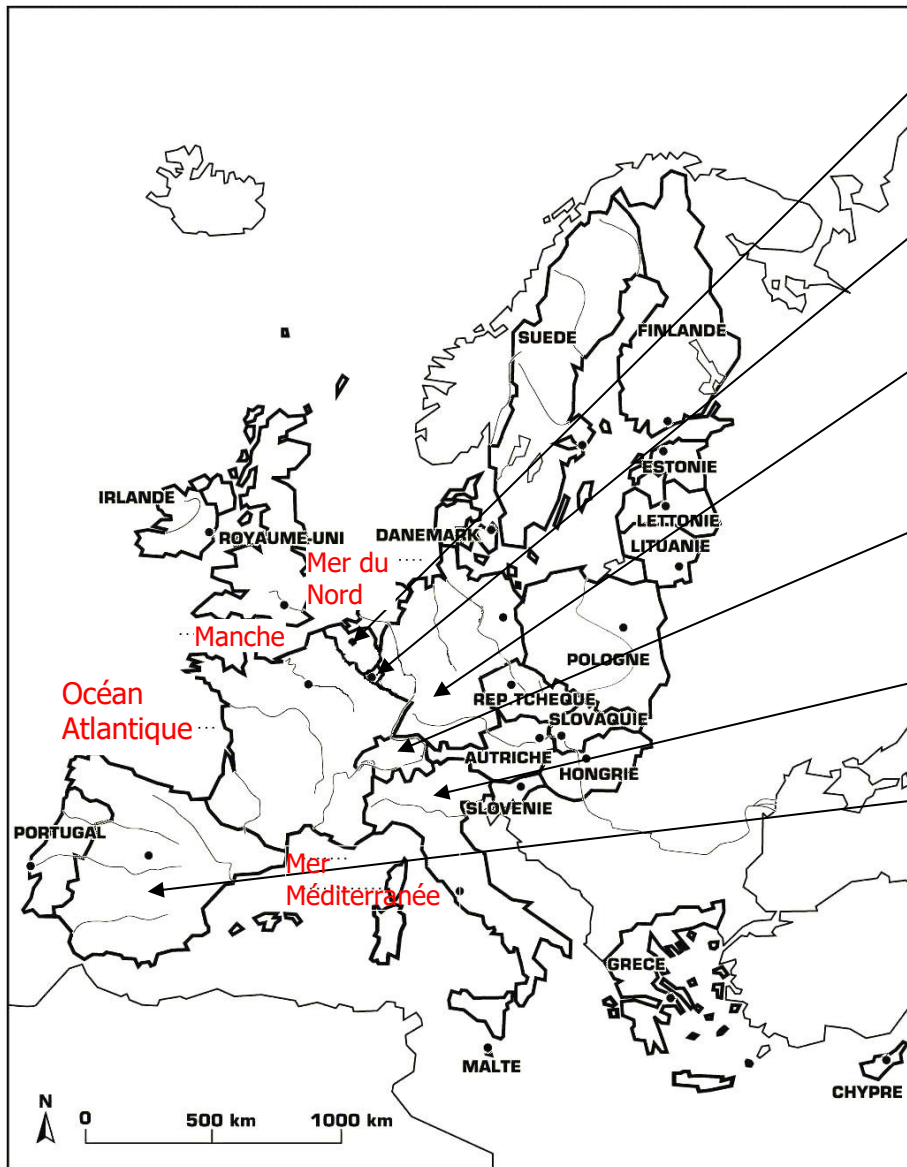 SUEDE
FINLANDE
ESTONIE
IRLANDE
LETTONIE
ROYAUME-UNI
DANEMARK
LITUANIE
Mer du
Nord
Manche
POLOGNE
Océan
Atlantique
REP TCHEQUE
SLOVAQUIE
AUTRICHE
HONGRIE
SLOVENIE
PORTUGAL
Mer
Méditerranée
GRECE
MALTE
CHYPRE
N
0 500 km 1000 km